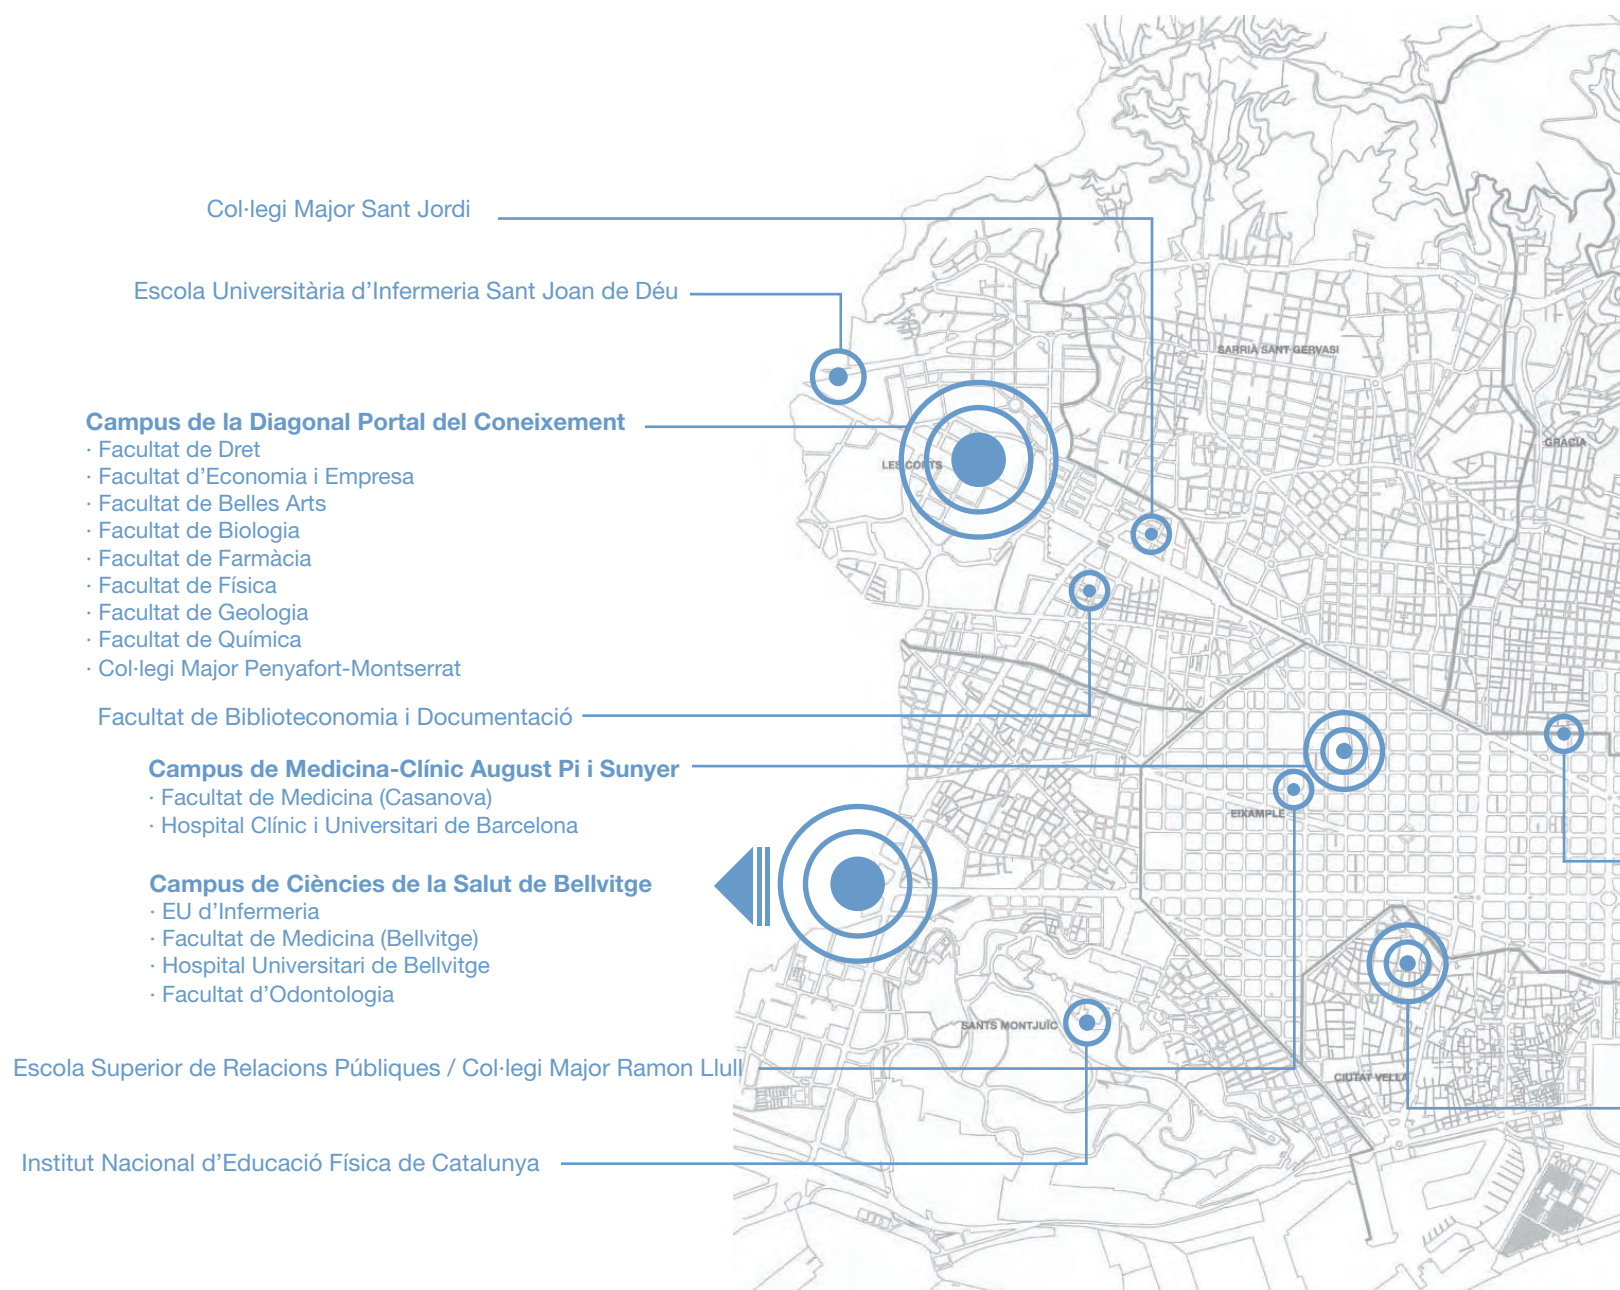 Col·legi Major Sant Jordi
Escola Universitària d’Infermeria Sant Joan de Déu
Campus de la Diagonal Portal del Coneixement
· Facultat de Dret
· Facultat d’Economia i Empresa
· Facultat de Belles Arts
· Facultat de Biologia
· Facultat de Farmàcia
· Facultat de Física
· Facultat de Geologia
· Facultat de Química
· Col·legi Major Penyafort-Montserrat
Facultat de Biblioteconomia i Documentació
Campus de Medicina-Clínic August Pi i Sunyer
· Facultat de Medicina (Casanova)
· Hospital Clínic i Universitari de Barcelona
Campus de Ciències de la Salut de Bellvitge
· EU d’Infermeria
· Facultat de Medicina (Bellvitge)
· Hospital Universitari de Bellvitge
· Facultat d’Odontologia
Escola Superior de Relacions Públiques / Col·legi Major Ramon Llull
Institut Nacional d’Educació Física de Catalunya
SARRIÀ SANT GERVASI
GRÀCIA
LES CORTS
EIXAMPLE
SANTS MONTJUÏC
CIUTAT VELLA